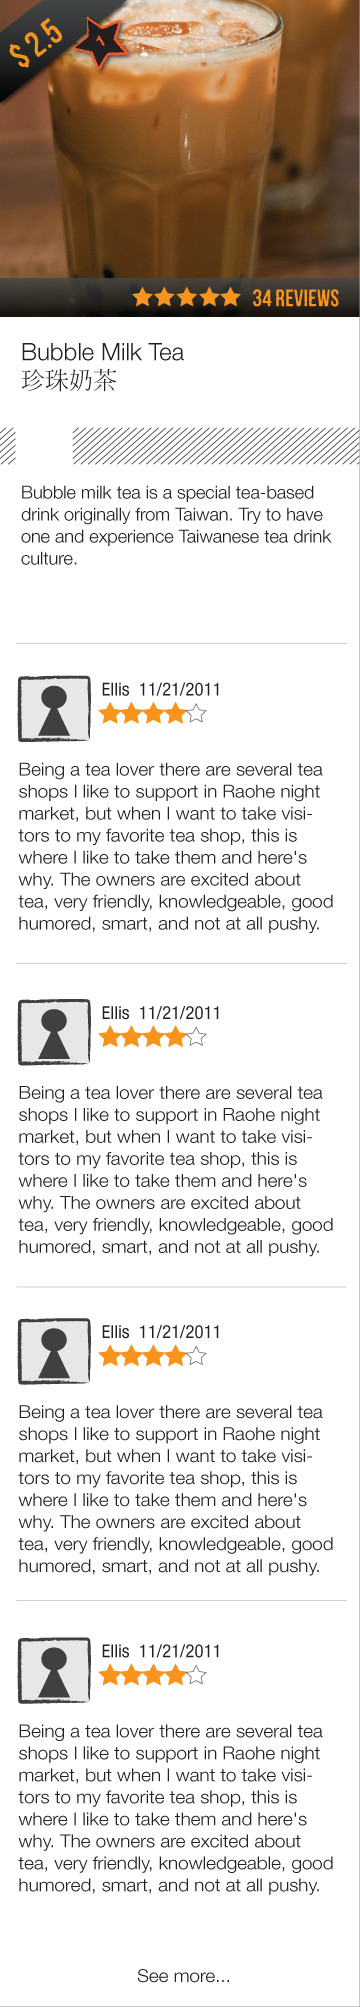 $ 2.5
1
34 REVIEWS
Bubble Milk Tea
珍珠奶茶
Bubble milk tea is a special tea-based
drink originally from Taiwan. Try to have
one and experience Taiwanese tea drink
culture.
Ellis 11/21/2011
Being a tea lover there are several tea
shops I like to support in Raohe night
market, but when I want to take visi-
tors to my favorite tea shop, this is
where I like to take them and here's
why. The owners are excited about
tea, very friendly, knowledgeable, good
humored, smart, and not at all pushy.
Ellis 11/21/2011
Being a tea lover there are several tea
shops I like to support in Raohe night
market, but when I want to take visi-
tors to my favorite tea shop, this is
where I like to take them and here's
why. The owners are excited about
tea, very friendly, knowledgeable, good
humored, smart, and not at all pushy.
Ellis 11/21/2011
Being a tea lover there are several tea
shops I like to support in Raohe night
market, but when I want to take visi-
tors to my favorite tea shop, this is
where I like to take them and here's
why. The owners are excited about
tea, very friendly, knowledgeable, good
humored, smart, and not at all pushy.
Ellis 11/21/2011
Being a tea lover there are several tea
shops I like to support in Raohe night
market, but when I want to take visi-
tors to my favorite tea shop, this is
where I like to take them and here's
why. The owners are excited about
tea, very friendly, knowledgeable, good
humored, smart, and not at all pushy.
See more...